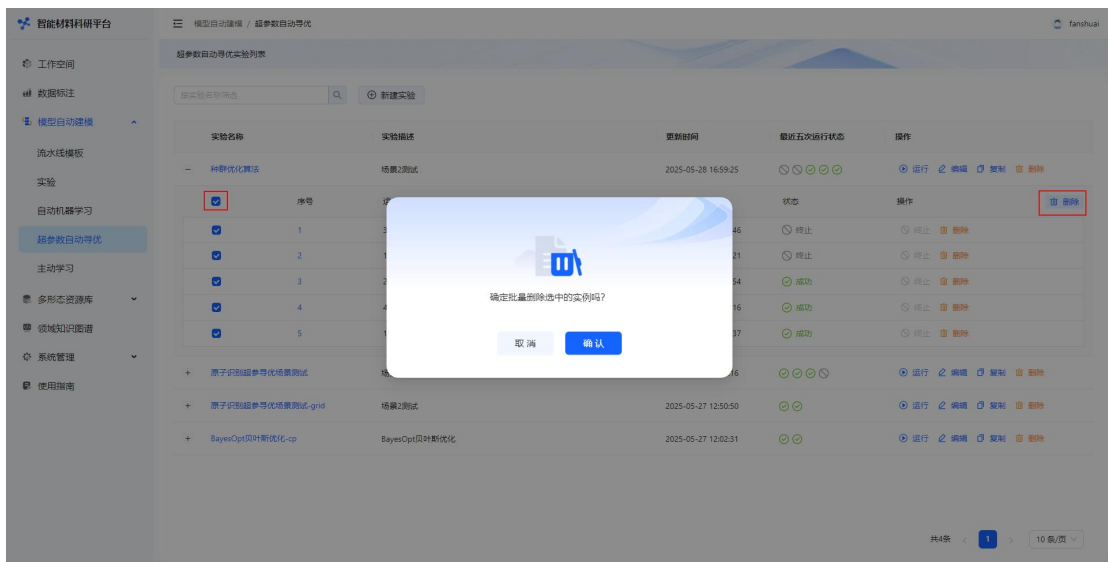 智能材料科研平台
模型自动建模 / 超参数自动寻优
fanshuai
工作空间
数据标注
模型自动建模
流水线模板
实验
自动机器学习
超参数自动寻优
主动学习
多形态资源库
领域知识图谱
系统管理
使用指南
超参数自动寻优实验列表
按实验名称筛选
新建实验
实验名称 实验描述 更新时间 最近五次运行状态 操作
种群优化算法 场景2测试 2025-05-28 16:59:25 运行 编辑 复制 删除
序号 状态 操作 删除
1 46 终止 终止 删除
2 21 终止 终止 删除
3 54 成功 终止 删除
4 16 成功 终止 删除
5 37 成功 终止 删除
确定批量删除选中的实例吗?
取消 确认
原子识别超参寻优场景测试 16 运行 编辑 复制 删除
原子识别超参寻优场景测试-grid 场景2测试 2025-05-27 12:50:50 运行 编辑 复制 删除
BayesOpt贝叶斯优化-cp BayesOpt贝叶斯优化 2025-05-27 12:02:31 运行 编辑 复制 删除
共4条 < 1 > 10 条/页